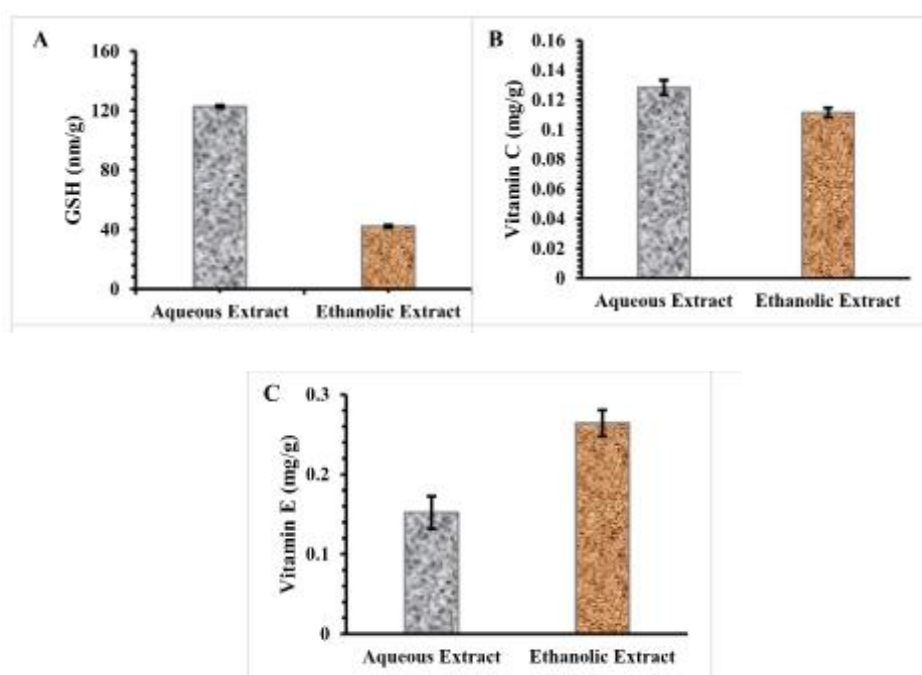 A
160
120
80
40
0
GSH (nm/g)
Aqueous Extract Ethanolic Extract
B
0.16
0.14
0.12
0.1
0.08
0.06
0.04
0.02
0
Vitamin C (mg/g)
Aqueous Extract Ethanolic Extract
C
0.3
0.2
0.1
0
Vitamin E (mg/g)
Aqueous Extract Ethanolic Extract